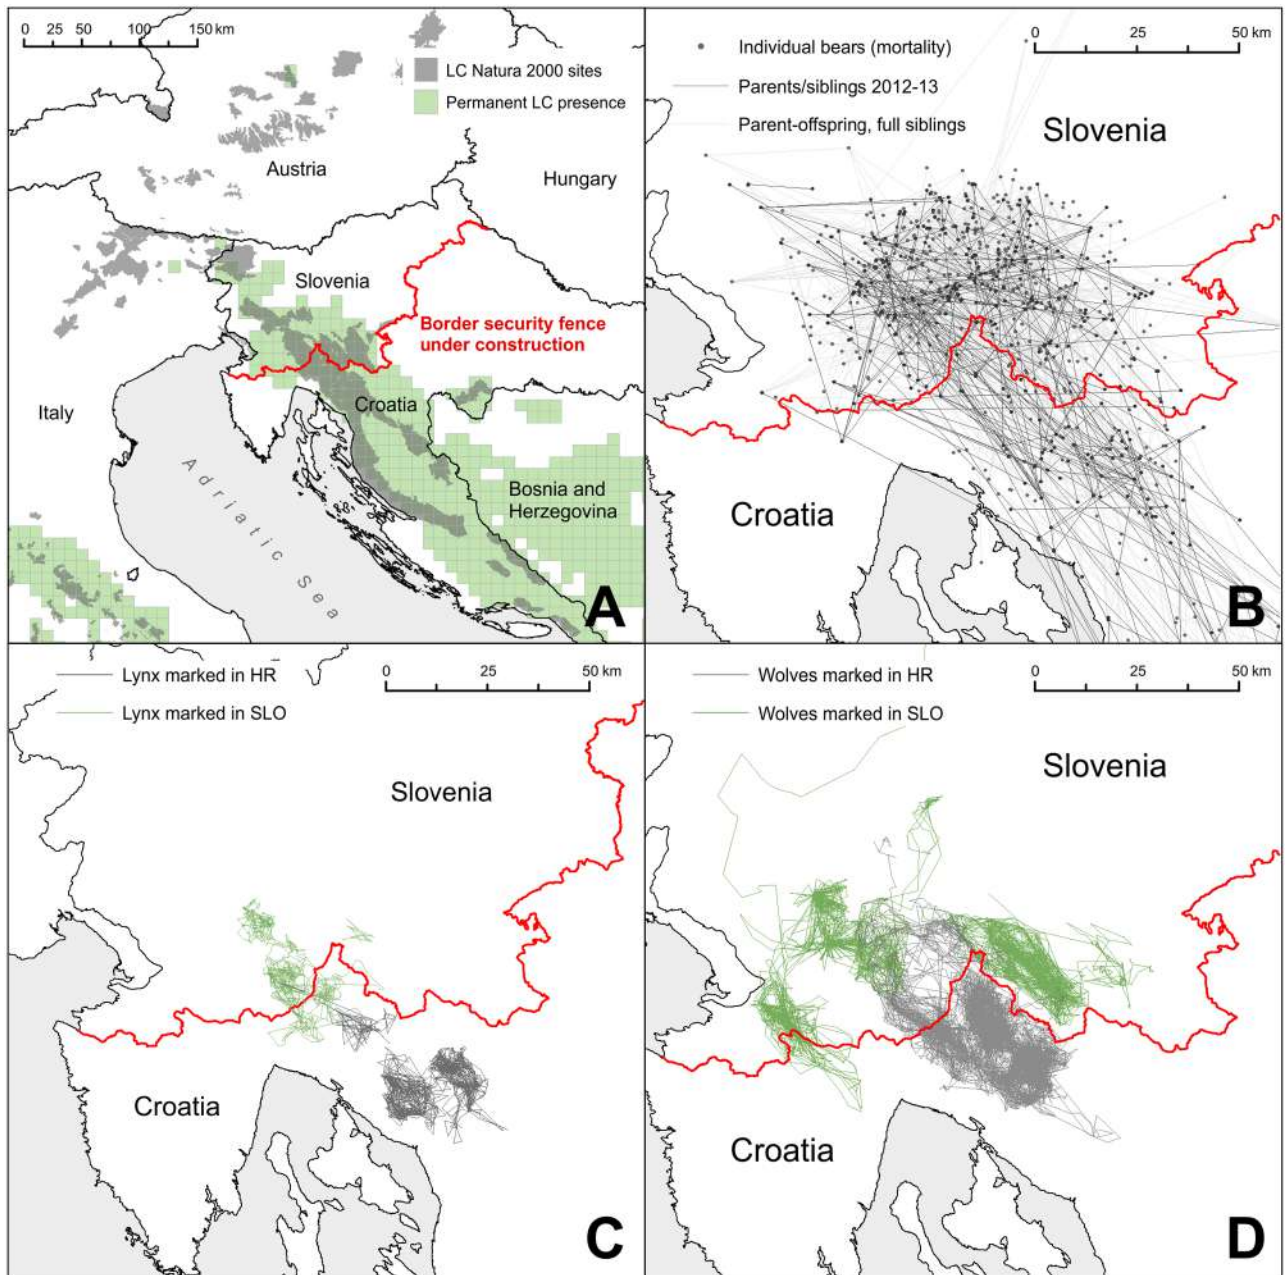 0 25 50 100 150 km
LC Natura 2000 sites
Permanent LC presence
Austria
Hungary
Slovenia
Border security fence
under construction
Italy
Croatia
Bosnia and
Herzegovina
Adriatic Sea
A
Individual bears (mortality)
Parents/siblings 2012-13
Parent-offspring, full siblings
0 25 50 km
Slovenia
Croatia
B
Lynx marked in HR
Lynx marked in SLO
0 25 50 km
Slovenia
Croatia
C
Wolves marked in HR
Wolves marked in SLO
0 25 50 km
Slovenia
Croatia
D